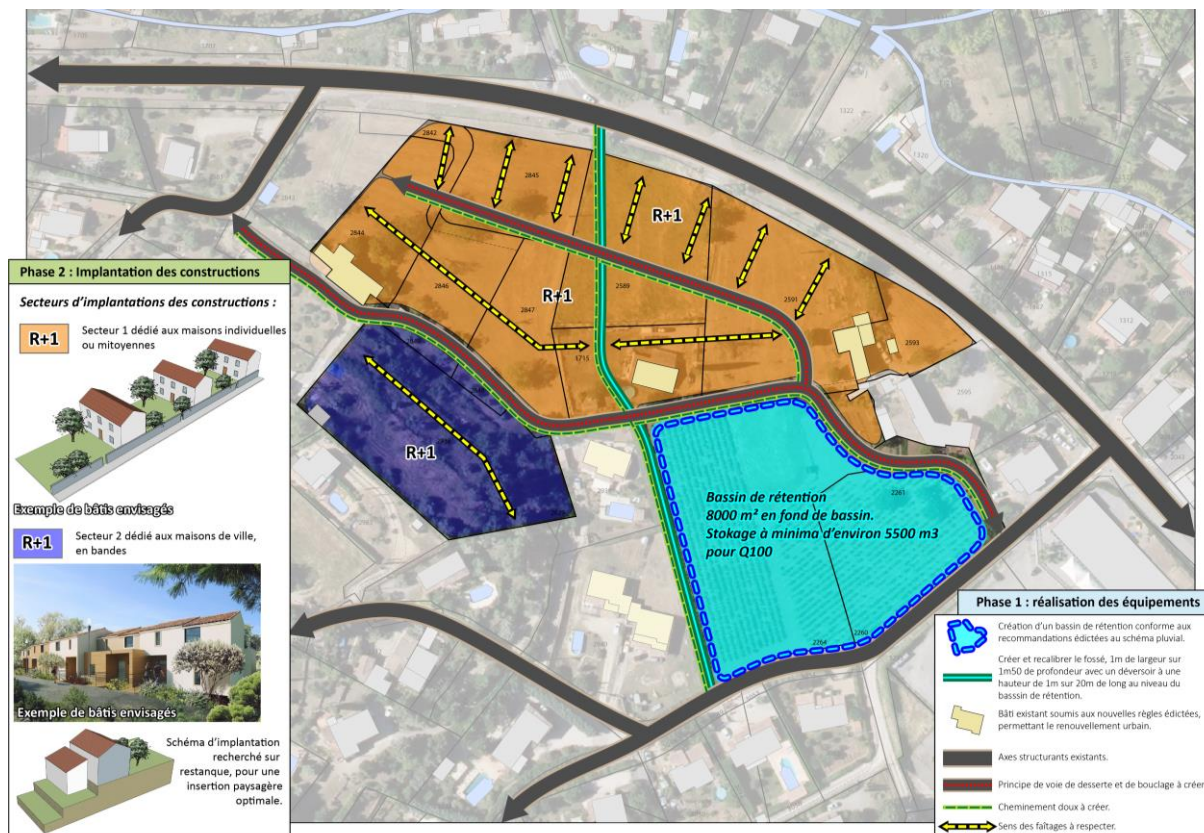 2842
2845
R+1
2844
2846
R+1
2589
2847
2591
1715
2593
2595
R+1
Bassin de rétention
8000 m² en fond de bassin.
Stokage à minima d'environ 5500 m3
pour Q100
2261
2260
2264
1322
1320
1313
1312
Phase 2 : Implantation des constructions
Secteurs d'implantations des constructions :
R+1
Secteur 1 dédié aux maisons individuelles
ou mitoyennes
Exemple de bâtis envisagés
R+1
Secteur 2 dédié aux maisons de ville,
en bandes
Exemple de bâtis envisagés
Schéma d'implantation
recherché sur
restanque, pour une
insertion paysagère
optimale.
Phase 1 : réalisation des équipements
Création d'un bassin de rétention conforme aux
recommandations édictées au schéma pluvial.
Créer et recalibrer le fossé, 1m de largeur sur
1m50 de profondeur avec un déversoir à une
hauteur de 1m sur 20m de long au niveau du
basssin de rétention.
Bâti existant soumis aux nouvelles règles édictées,
permettant le renouvellement urbain.
Axes structurants existants.
Principe de voie de desserte et de bouclage à créer
Cheminement doux à créer.
Sens des faîtages à respecter.